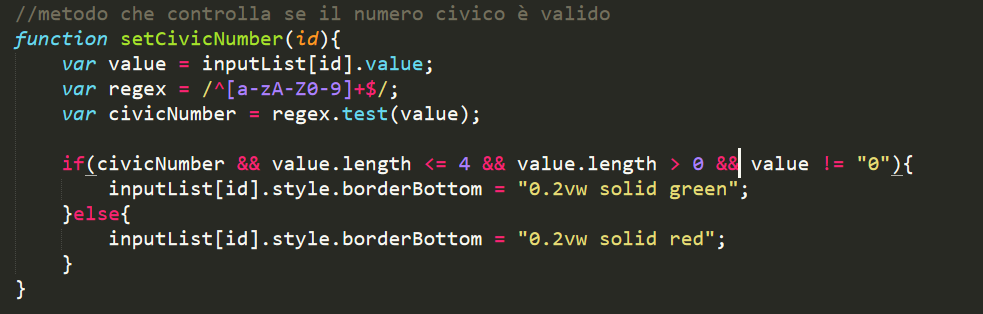 //metodo che controlla se il numero civico è valido
function setCivicNumber(id){
    var value = inputList[id].value;
    var regex = /^[a-zA-Z0-9]+$/;
    var civicNumber = regex.test(value);

    if(civicNumber && value.length <= 4 && value.length > 0 && value != "0"){
        inputList[id].style.borderBottom = "0.2vw solid green";
    }else{
        inputList[id].style.borderBottom = "0.2vw solid red";
    }
}